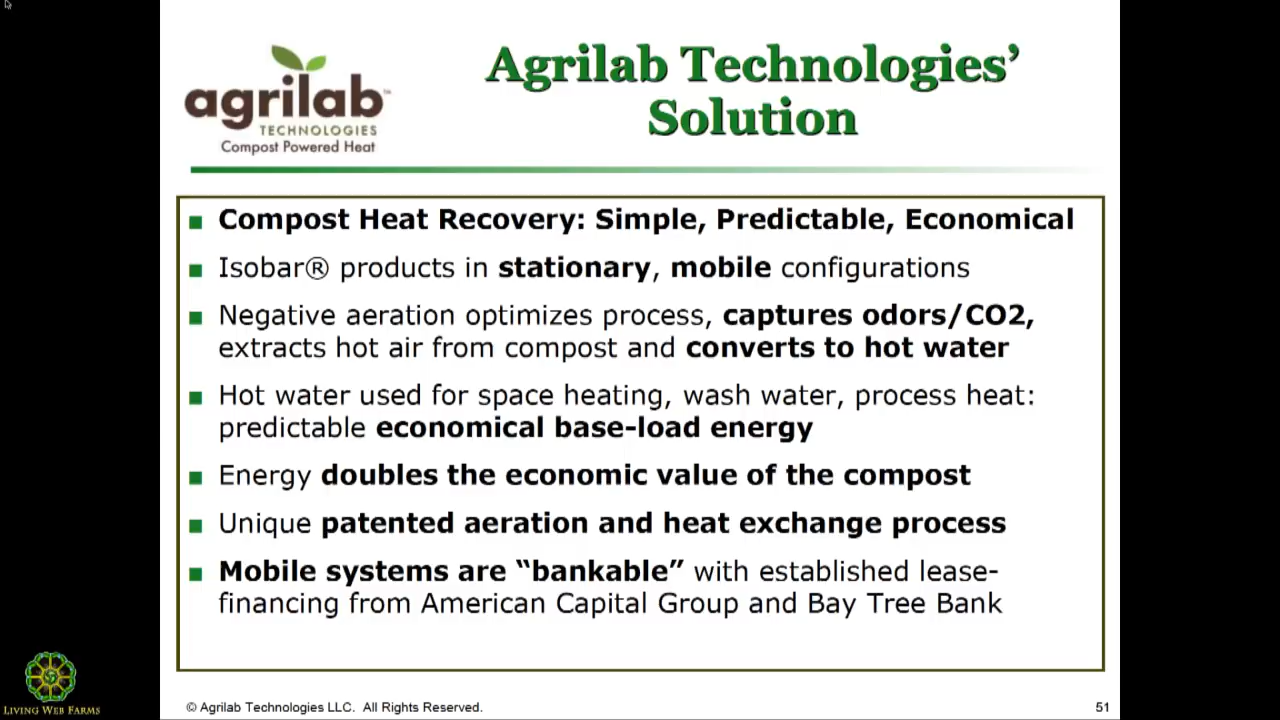 Agrilab Technologies’
Solution
agrilab™
TECHNOLOGIES
Compost Powered Heat
Compost Heat Recovery: Simple, Predictable, Economical
Isobar® products in stationary, mobile configurations
Negative aeration optimizes process, captures odors/CO2,
extracts hot air from compost and converts to hot water
Hot water used for space heating, wash water, process heat:
predictable economical base-load energy
Energy doubles the economic value of the compost
Unique patented aeration and heat exchange process
Mobile systems are “bankable” with established lease-
financing from American Capital Group and Bay Tree Bank
LIVING WEB FARMS
© Agrilab Technologies LLC. All Rights Reserved.
51